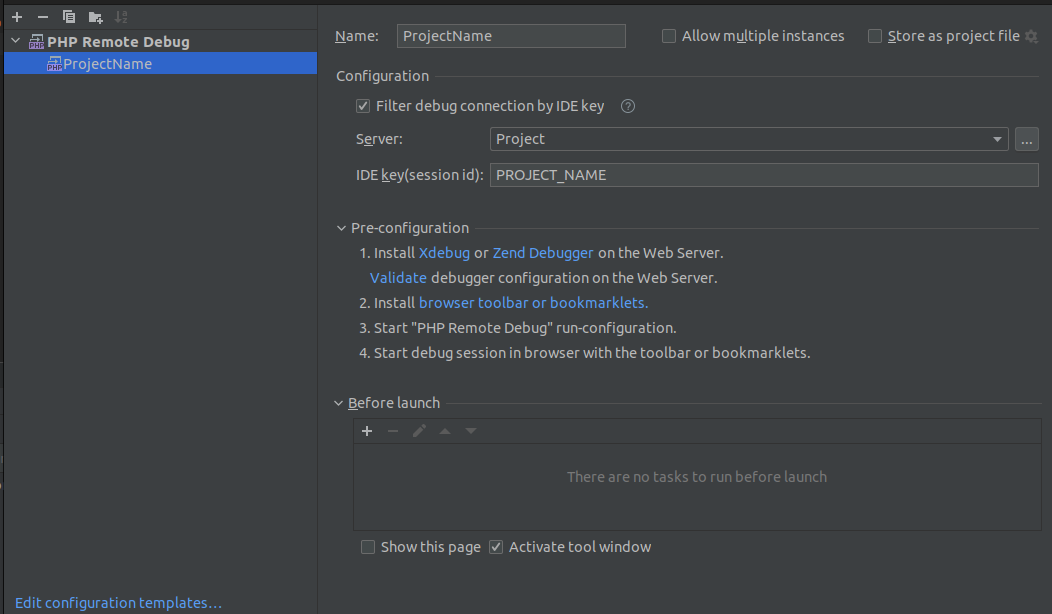 PHP Remote Debug
ProjectName
Edit configuration templates...
Name: ProjectName Allow multiple instances Store as project file
Configuration
Filter debug connection by IDE key ?
Server: Project ...
IDE key(session id): PROJECT_NAME
Pre-configuration
1. Install Xdebug or Zend Debugger on the Web Server.
Validate debugger configuration on the Web Server.
2. Install browser toolbar or bookmarklets.
3. Start "PHP Remote Debug" run-configuration.
4. Start debug session in browser with the toolbar or bookmarklets.
Before launch
There are no tasks to run before launch
Show this page Activate tool window